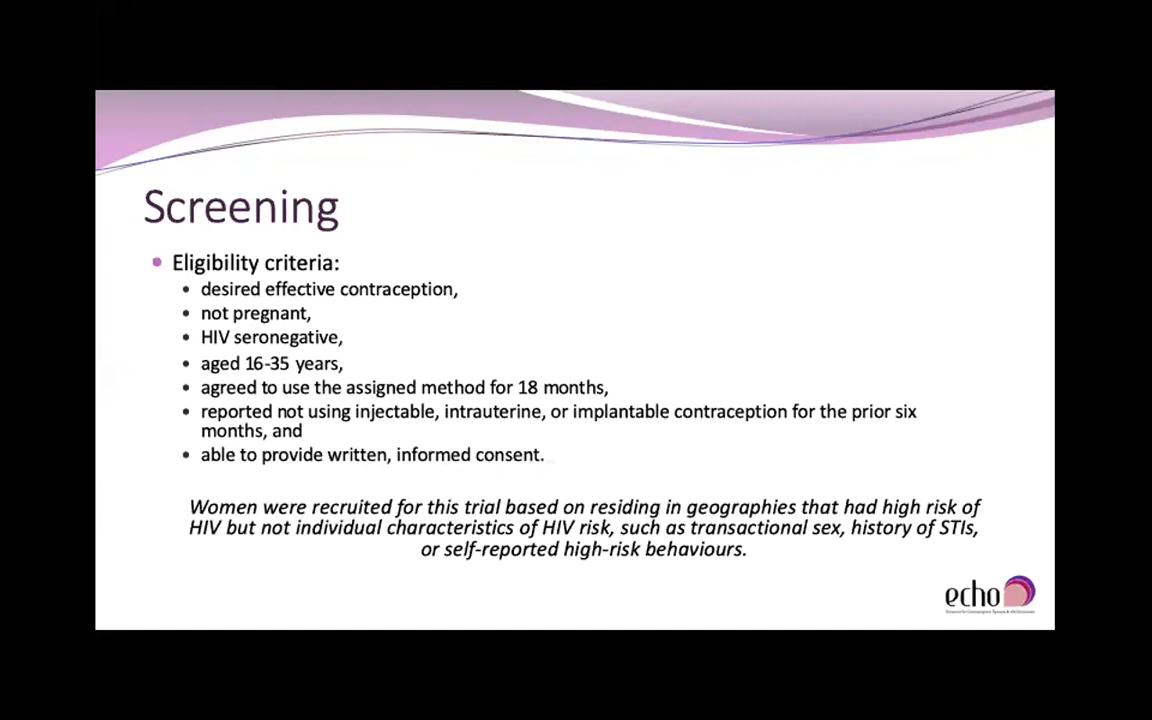 Screening
• Eligibility criteria:
• desired effective contraception,
• not pregnant,
• HIV seronegative,
• aged 16-35 years,
• agreed to use the assigned method for 18 months,
• reported not using injectable, intrauterine, or implantable contraception for the prior six
months, and
• able to provide written, informed consent.
Women were recruited for this trial based on residing in geographies that had high risk of
HIV but not individual characteristics of HIV risk, such as transactional sex, history of STIs,
or self-reported high-risk behaviours.
echo